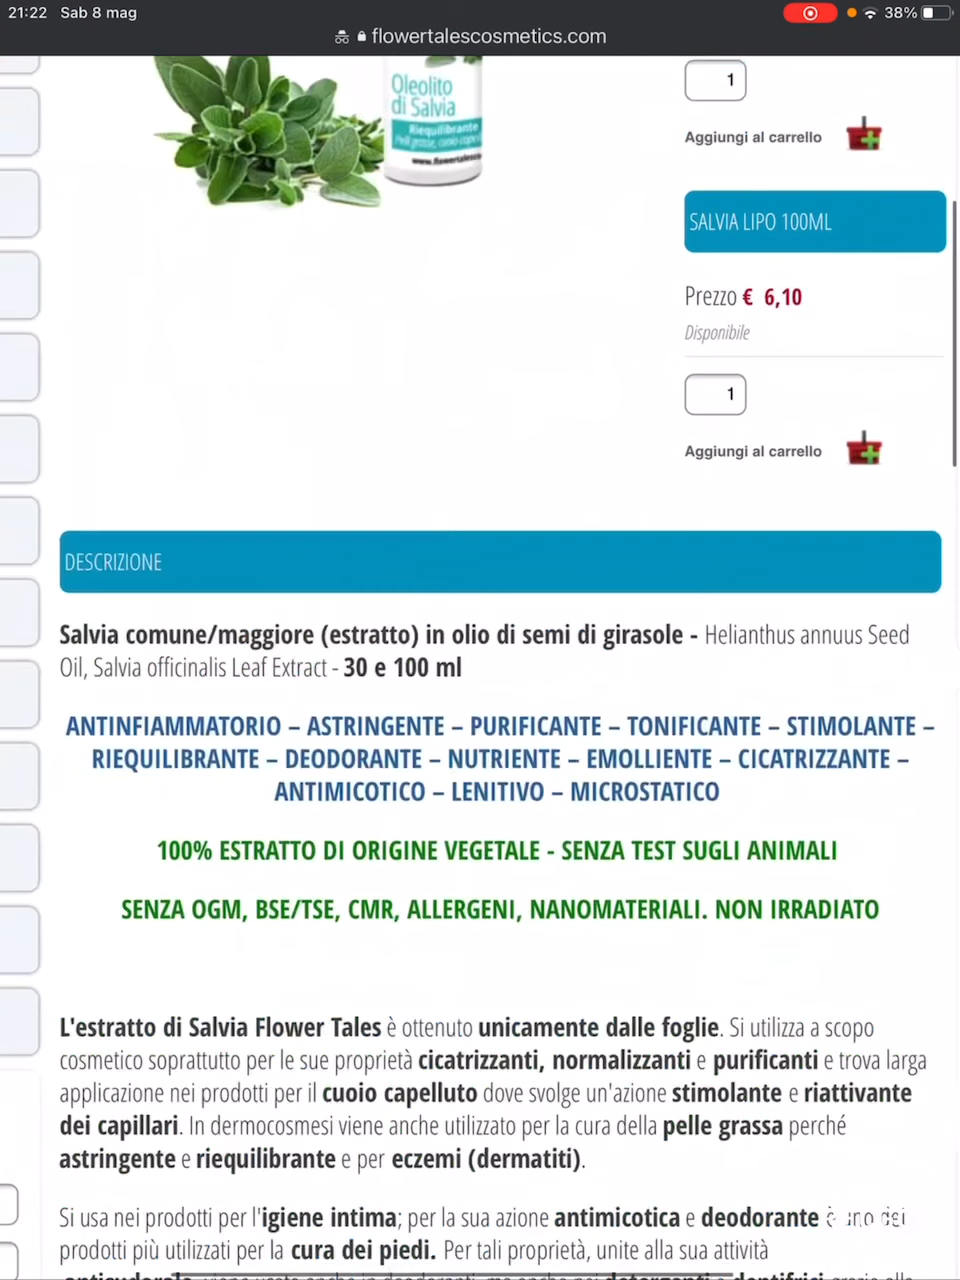 21:22 Sab 8 mag
38%
flowertalescosmetics.com
Oleolito
di Salvia
Riequilibrante
1
Aggiungi al carrello
SALVIA LIPO 100ML
Prezzo € 6,10
Disponibile
1
Aggiungi al carrello
DESCRIZIONE
Salvia comune/maggiore (estratto) in olio di semi di girasole - Helianthus annuus Seed
Oil, Salvia officinalis Leaf Extract - 30 e 100 ml
ANTINFIAMMATORIO – ASTRINGENTE – PURIFICANTE – TONIFICANTE – STIMOLANTE –
RIEQUILIBRANTE – DEODORANTE – NUTRIENTE – EMOLLIENTE – CICATRIZZANTE –
ANTIMICOTICO – LENITIVO – MICROSTATICO
100% ESTRATTO DI ORIGINE VEGETALE - SENZA TEST SUGLI ANIMALI
SENZA OGM, BSE/TSE, CMR, ALLERGENI, NANOMATERIALI. NON IRRADIATO
L'estratto di Salvia Flower Tales è ottenuto unicamente dalle foglie. Si utilizza a scopo
cosmetico soprattutto per le sue proprietà cicatrizzanti, normalizzanti e purificanti e trova larga
applicazione nei prodotti per il cuoio capelluto dove svolge un'azione stimolante e riattivante
dei capillari. In dermocosmesi viene anche utilizzato per la cura della pelle grassa perché
astringente e riequilibrante e per eczemi (dermatiti).
Si usa nei prodotti per l'igiene intima; per la sua azione antimicotica e deodorante è uno dei
prodotti più utilizzati per la cura dei piedi. Per tali proprietà, unite alla sua attività